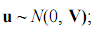 u ~ N(0, V);